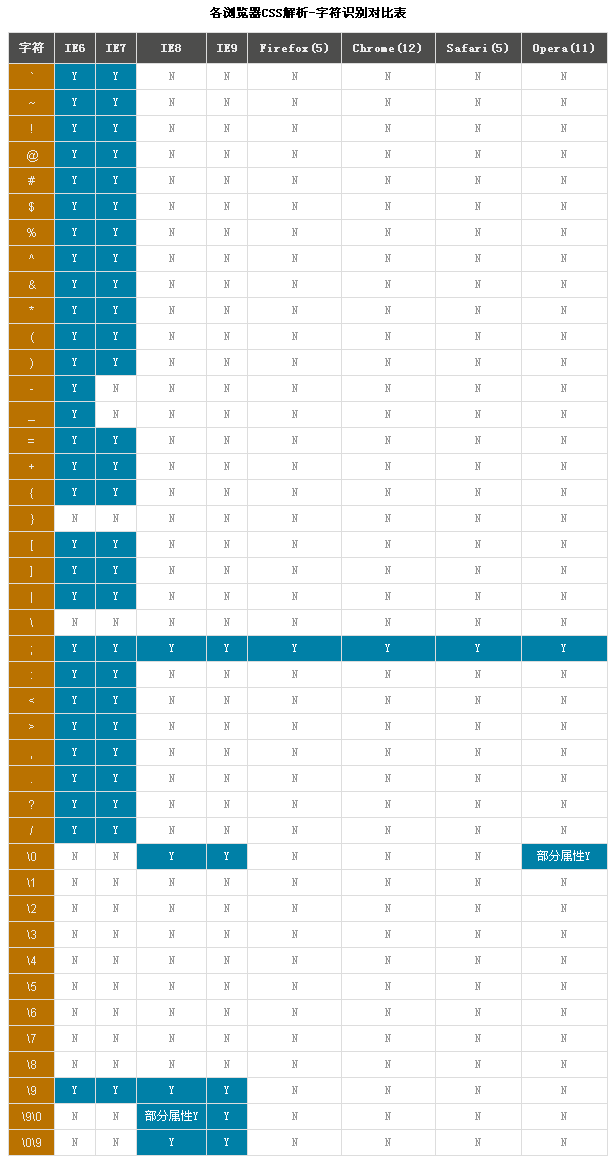 各浏览器CSS解析-字符识别对比表
字符 IE6 IE7 IE8 IE9 Firefox(5) Chrome(12) Safari(5) Opera(11)
` Y Y N N N N N N
~ Y Y N N N N N N
! Y Y N N N N N N
@ Y Y N N N N N N
# Y Y N N N N N N
$ Y Y N N N N N N
% Y Y N N N N N N
^ Y Y N N N N N N
& Y Y N N N N N N
* Y Y N N N N N N
( Y Y N N N N N N
) Y Y N N N N N N
- Y N N N N N N N
_ Y N N N N N N N
= Y Y N N N N N N
+ Y Y N N N N N N
{ Y Y N N N N N N
} N N N N N N N N
[ Y Y N N N N N N
] Y Y N N N N N N
| Y Y N N N N N N
\ N N N N N N N N
; Y Y Y Y Y Y Y Y
: Y Y N N N N N N
< Y Y N N N N N N
> Y Y N N N N N N
, Y Y N N N N N N
. Y Y N N N N N N
? Y Y N N N N N N
/ Y Y N N N N N N
\0 N N Y Y N N N 部分属性Y
\1 N N N N N N N N
\2 N N N N N N N N
\3 N N N N N N N N
\4 N N N N N N N N
\5 N N N N N N N N
\6 N N N N N N N N
\7 N N N N N N N N
\8 N N N N N N N N
\9 Y Y Y Y N N N N
\9\0 N N 部分属性Y Y N N N N
\0\9 N N Y Y N N N N